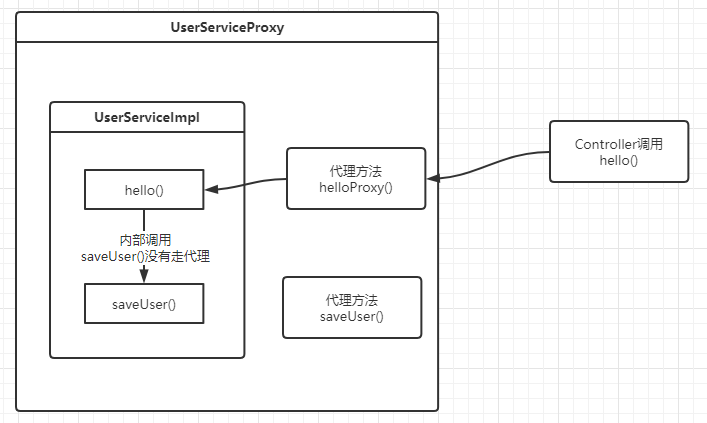 UserServiceProxy
UserServiceImpl
hello()
内部调用
saveUser()没有走代理
saveUser()
代理方法
helloProxy()
代理方法
saveUser()
Controller调用
hello()